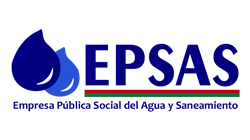 EPSAS
Empresa Pública Social del Agua y Saneamiento